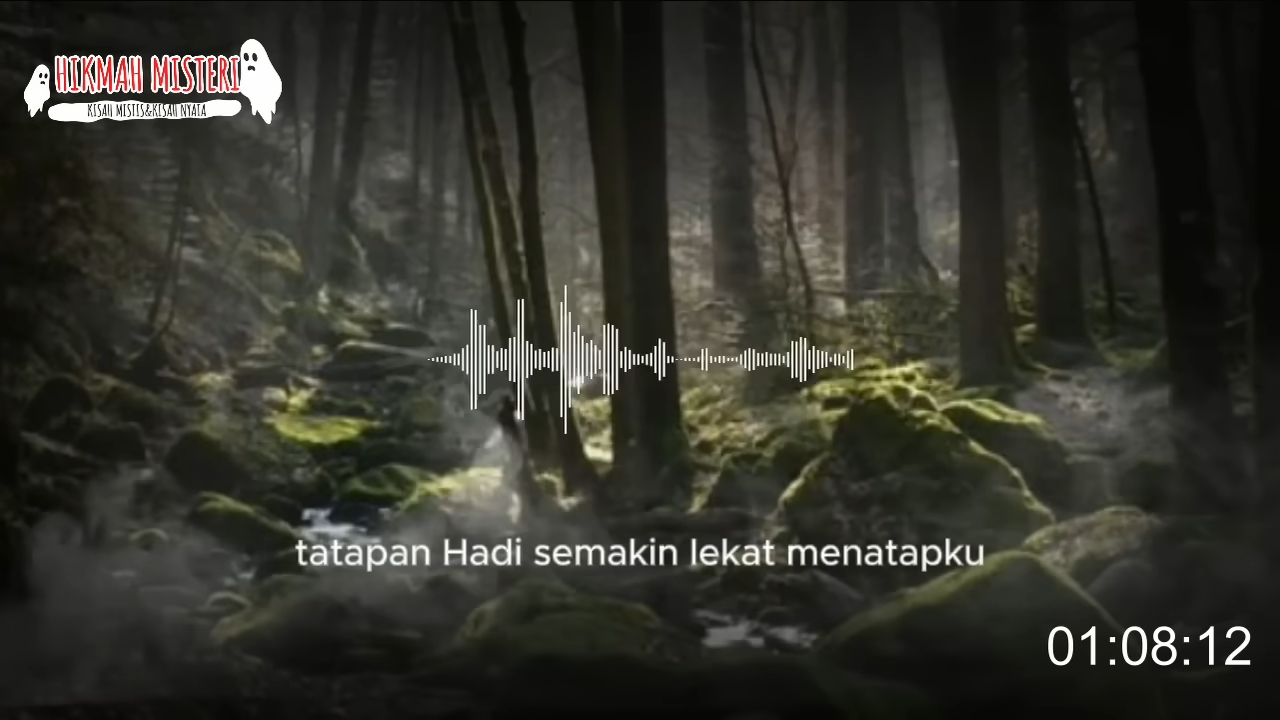 HIKMAH MISTERI
KISAH MISTIS&KISAH NYATA
tatapan Hadi semakin lekat menatapku
01:08:12